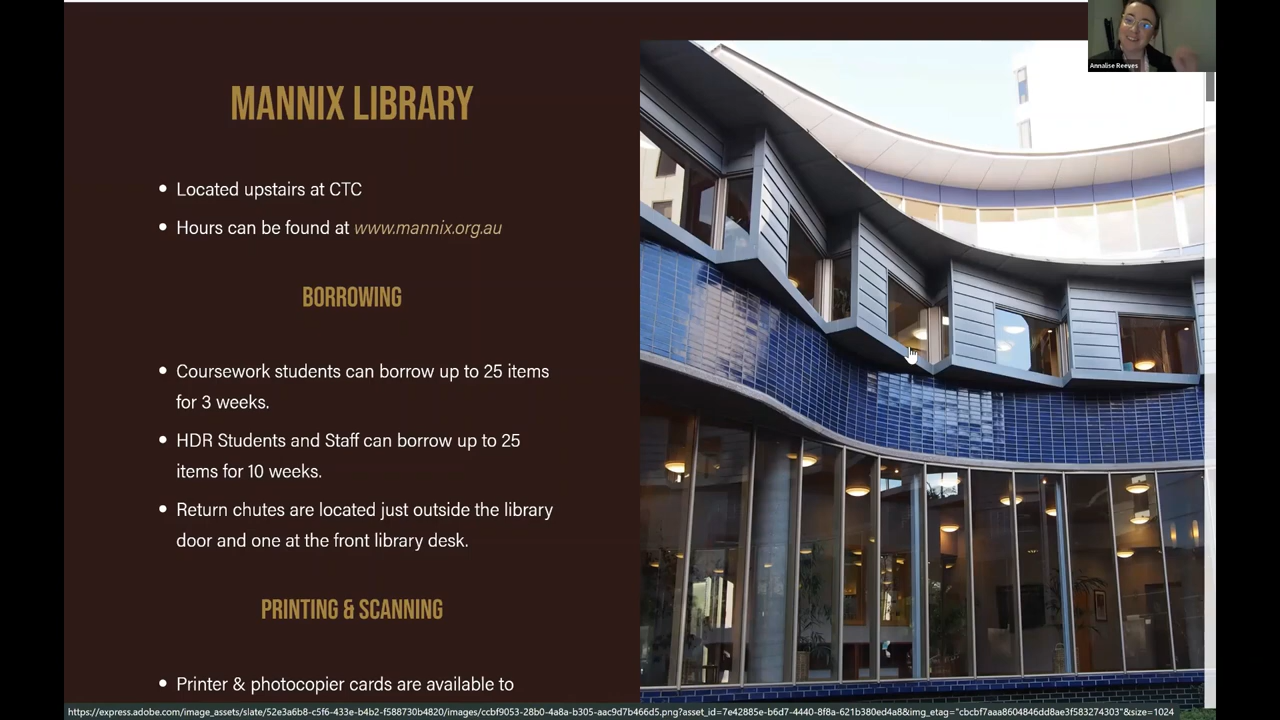 Annalise Reeves
MANNIX LIBRARY
• Located upstairs at CTC
• Hours can be found at www.mannix.org.au
BORROWING
• Coursework students can borrow up to 25 items
for 3 weeks.
• HDR Students and Staff can borrow up to 25
items for 10 weeks.
• Return chutes are located just outside the library
door and one at the front library desk.
PRINTING & SCANNING
• Printer & photocopier cards are available to
https://express.adobe.com/image_assets/slate/52e3a6b8-c5f6-433e-b4b2-f588730b4820/images/ccbf9053-28b0-4a8a-b305-aac9d7b466d5.png?asset_id=7e42885e-b6d7-4440-8f8a-621b380ed4a8&img_etag="cbcbf7aaa8604846dd8ae3f583274303"&size=1024